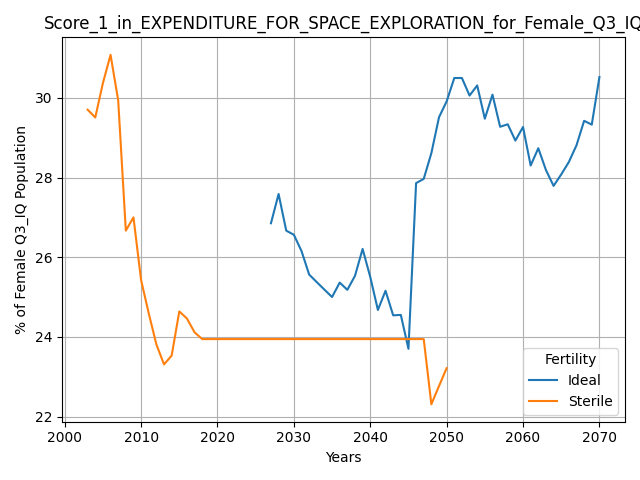 Score_1_in_EXPENDITURE_FOR_SPACE_EXPLORATION_for_Female_Q3_IQ
% of Female Q3_IQ Population
30
28
26
24
22
2000 2010 2020 2030 2040 2050 2060 2070
Years
Fertility
Ideal
Sterile